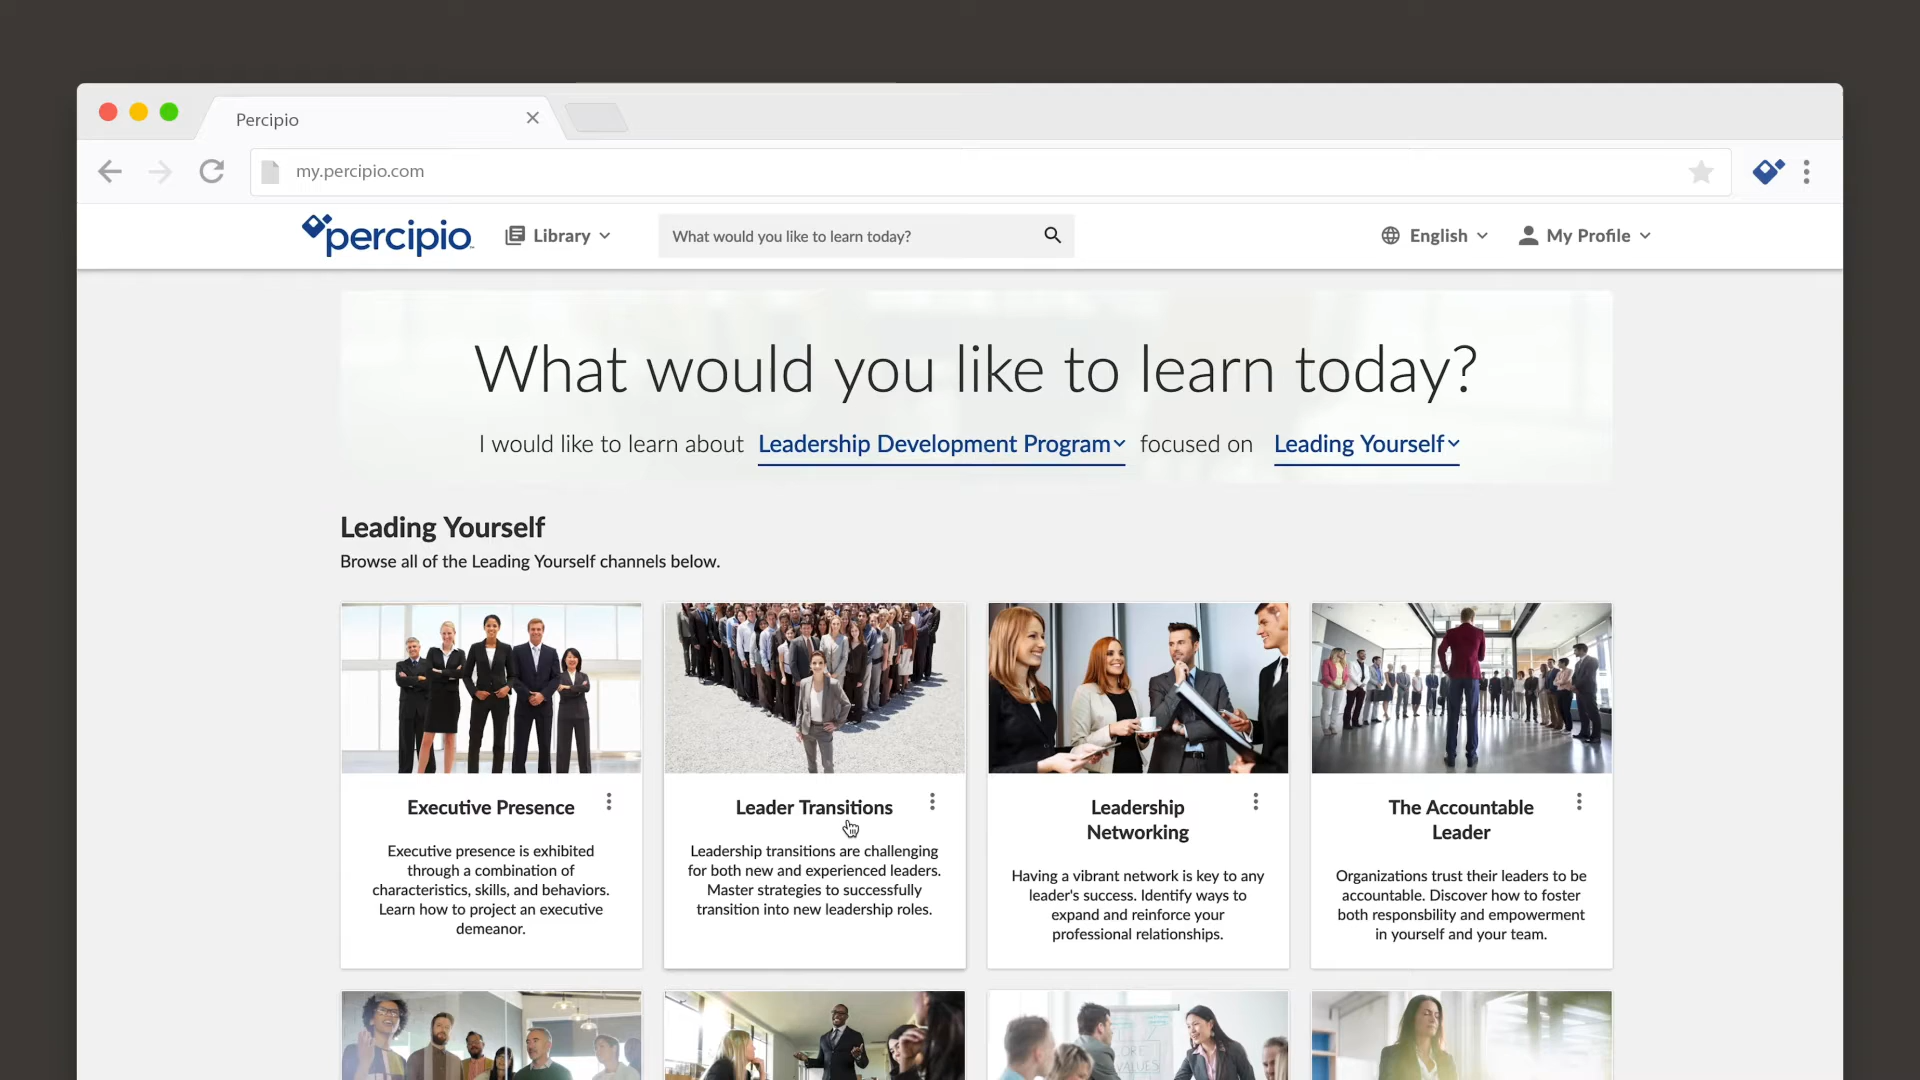 Percipio
my.percipio.com
percipio
Library
What would you like to learn today?
English
My Profile
What would you like to learn today?
I would like to learn about Leadership Development Program focused on Leading Yourself
Leading Yourself
Browse all of the Leading Yourself channels below.
Executive Presence
Executive presence is exhibited
through a combination of
characteristics, skills, and behaviors.
Learn how to project an executive
demeanor.
Leader Transitions
Leadership transitions are challenging
for both new and experienced leaders.
Master strategies to successfully
transition into new leadership roles.
Leadership
Networking
Having a vibrant network is key to any
leader's success. Identify ways to
expand and reinforce your
professional relationships.
The Accountable
Leader
Organizations trust their leaders to be
accountable. Discover how to foster
both responsbility and empowerment
in yourself and your team.
VALUES